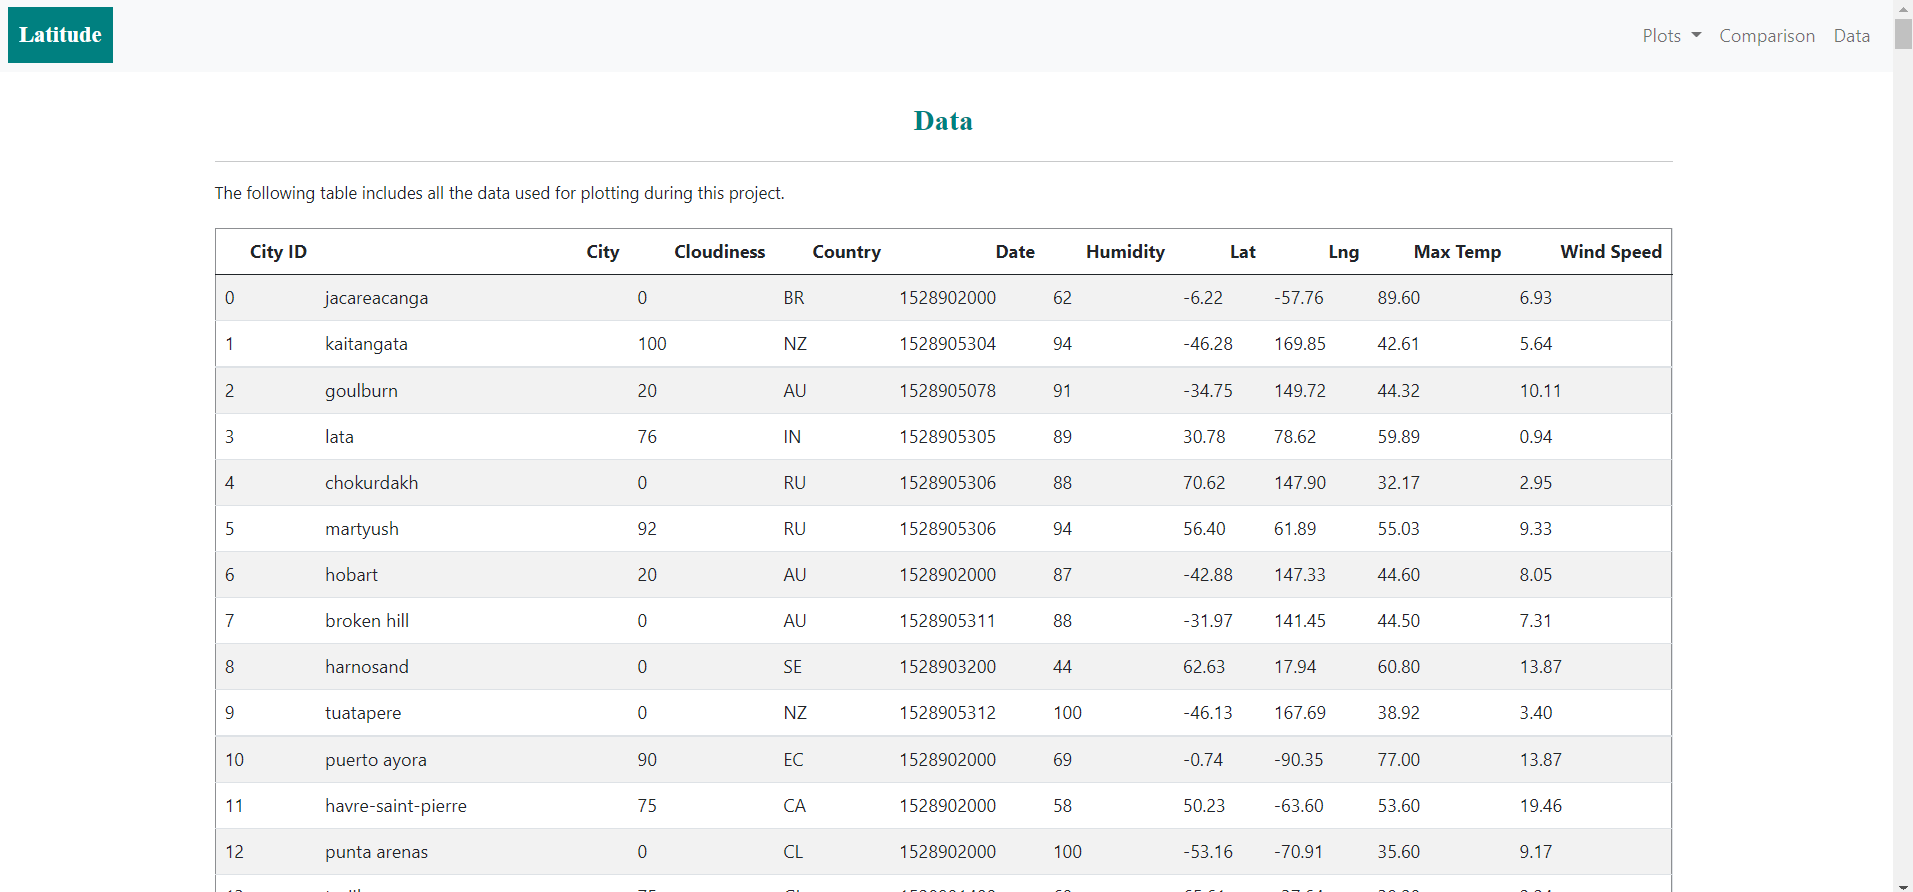 Latitude Plots Comparison Data
Data
The following table includes all the data used for plotting during this project.
City ID City Cloudiness Country Date Humidity Lat Lng Max Temp Wind Speed
0 jacareacanga 0 BR 1528902000 62 -6.22 -57.76 89.60 6.93
1 kaitangata 100 NZ 1528905304 94 -46.28 169.85 42.61 5.64
2 goulburn 20 AU 1528905078 91 -34.75 149.72 44.32 10.11
3 lata 76 IN 1528905305 89 30.78 78.62 59.89 0.94
4 chokurdakh 0 RU 1528905306 88 70.62 147.90 32.17 2.95
5 martyush 92 RU 1528905306 94 56.40 61.89 55.03 9.33
6 hobart 20 AU 1528902000 87 -42.88 147.33 44.60 8.05
7 broken hill 0 AU 1528905311 88 -31.97 141.45 44.50 7.31
8 harnosand 0 SE 1528903200 44 62.63 17.94 60.80 13.87
9 tuatapere 0 NZ 1528905312 100 -46.13 167.69 38.92 3.40
10 puerto ayora 90 EC 1528902000 69 -0.74 -90.35 77.00 13.87
11 havre-saint-pierre 75 CA 1528902000 58 50.23 -63.60 53.60 19.46
12 punta arenas 0 CL 1528902000 100 -53.16 -70.91 35.60 9.17